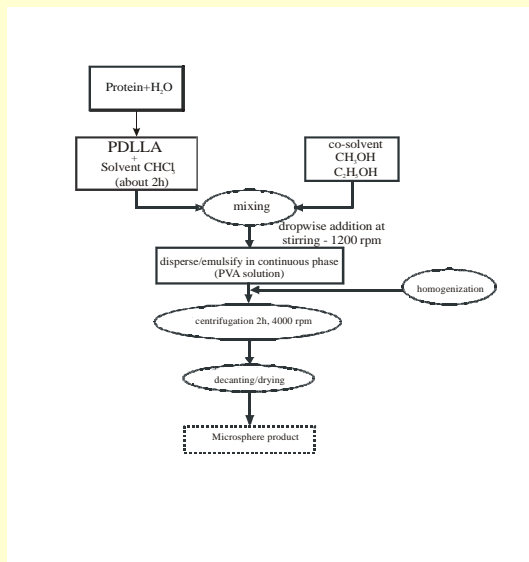 Protein+H₂O
PDLLA
+
Solvent CHCl₃
(about 2h)
co-solvent
CH₃OH
C₂H₅OH
mixing
dropwise addition at
stirring - 1200 rpm
disperse/emulsify in continuous phase
(PVA solution)
homogenization
centrifugation 2h, 4000 rpm
decanting/drying
Microsphere product